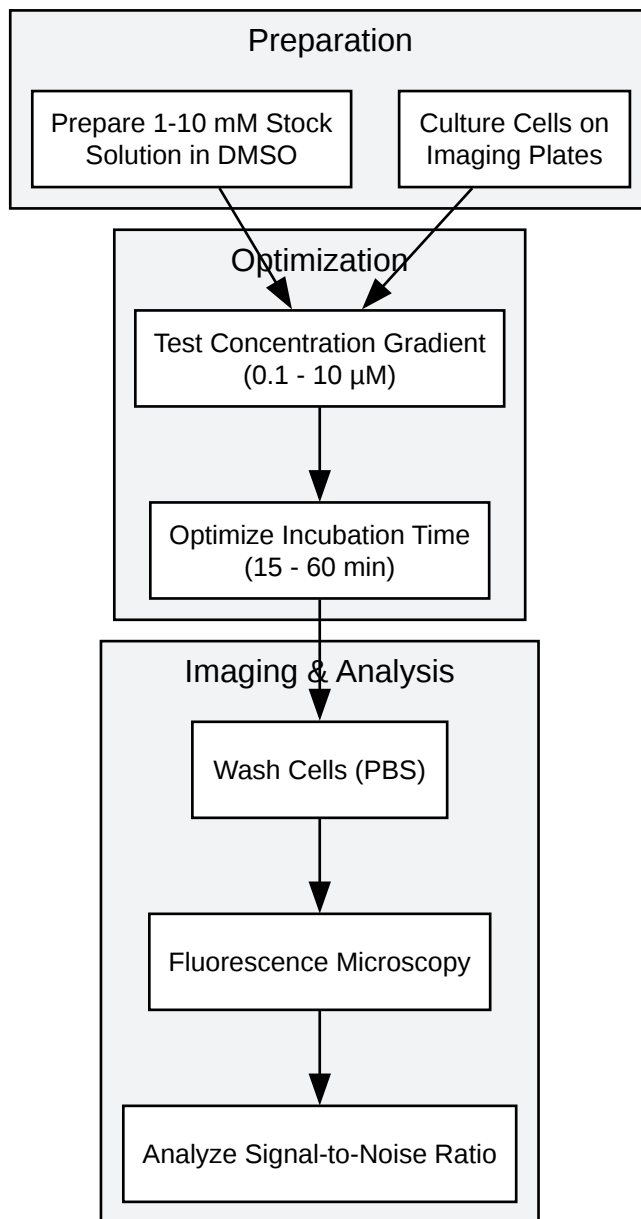 Preparation
Prepare 1-10 mM Stock
Solution in DMSO
Culture Cells on
Imaging Plates
Optimization
Test Concentration Gradient
(0.1 - 10 µM)
Optimize Incubation Time
(15 - 60 min)
Imaging & Analysis
Wash Cells (PBS)
Fluorescence Microscopy
Analyze Signal-to-Noise Ratio